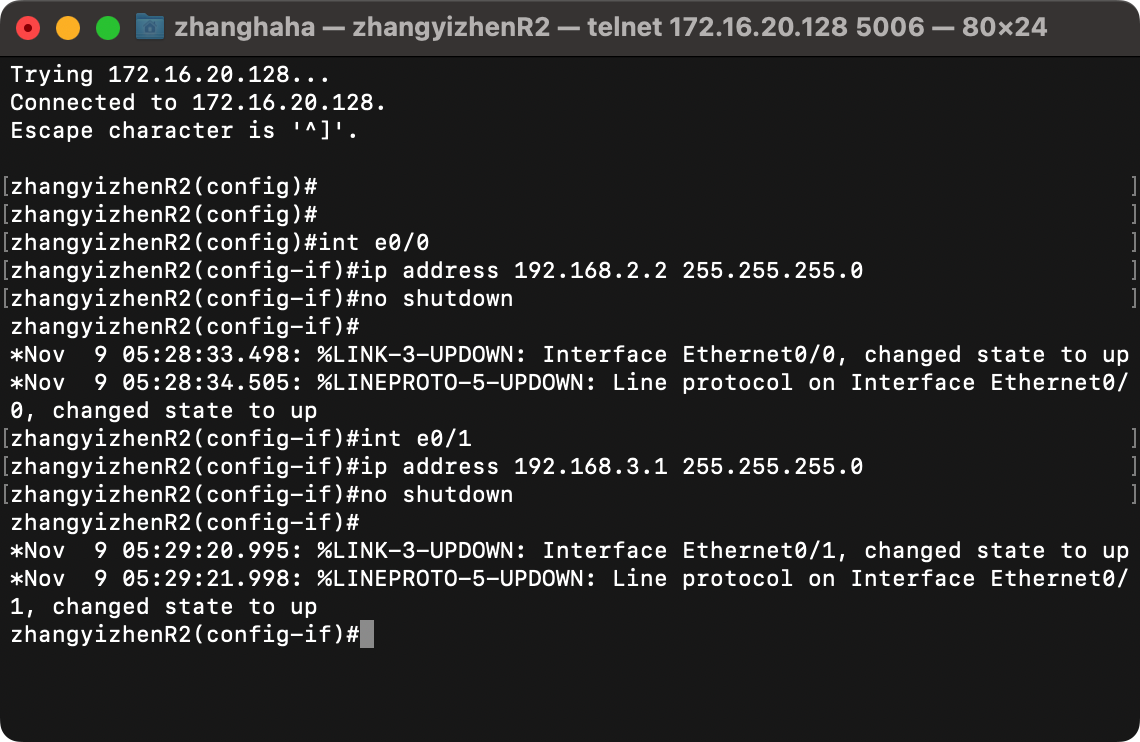 zhanghaha — zhangyizhenR2 — telnet 172.16.20.128 5006 — 80×24
Trying 172.16.20.128...
Connected to 172.16.20.128.
Escape character is '^]'.
[zhangyizhenR2(config)# ]
[zhangyizhenR2(config)# ]
[zhangyizhenR2(config)#int e0/0 ]
[zhangyizhenR2(config-if)#ip address 192.168.2.2 255.255.255.0 ]
[zhangyizhenR2(config-if)#no shutdown ]
zhangyizhenR2(config-if)#
*Nov  9 05:28:33.498: %LINK-3-UPDOWN: Interface Ethernet0/0, changed state to up
*Nov  9 05:28:34.505: %LINEPROTO-5-UPDOWN: Line protocol on Interface Ethernet0/
0, changed state to up
[zhangyizhenR2(config-if)#int e0/1 ]
[zhangyizhenR2(config-if)#ip address 192.168.3.1 255.255.255.0 ]
[zhangyizhenR2(config-if)#no shutdown ]
zhangyizhenR2(config-if)#
*Nov  9 05:29:20.995: %LINK-3-UPDOWN: Interface Ethernet0/1, changed state to up
*Nov  9 05:29:21.998: %LINEPROTO-5-UPDOWN: Line protocol on Interface Ethernet0/
1, changed state to up
zhangyizhenR2(config-if)#